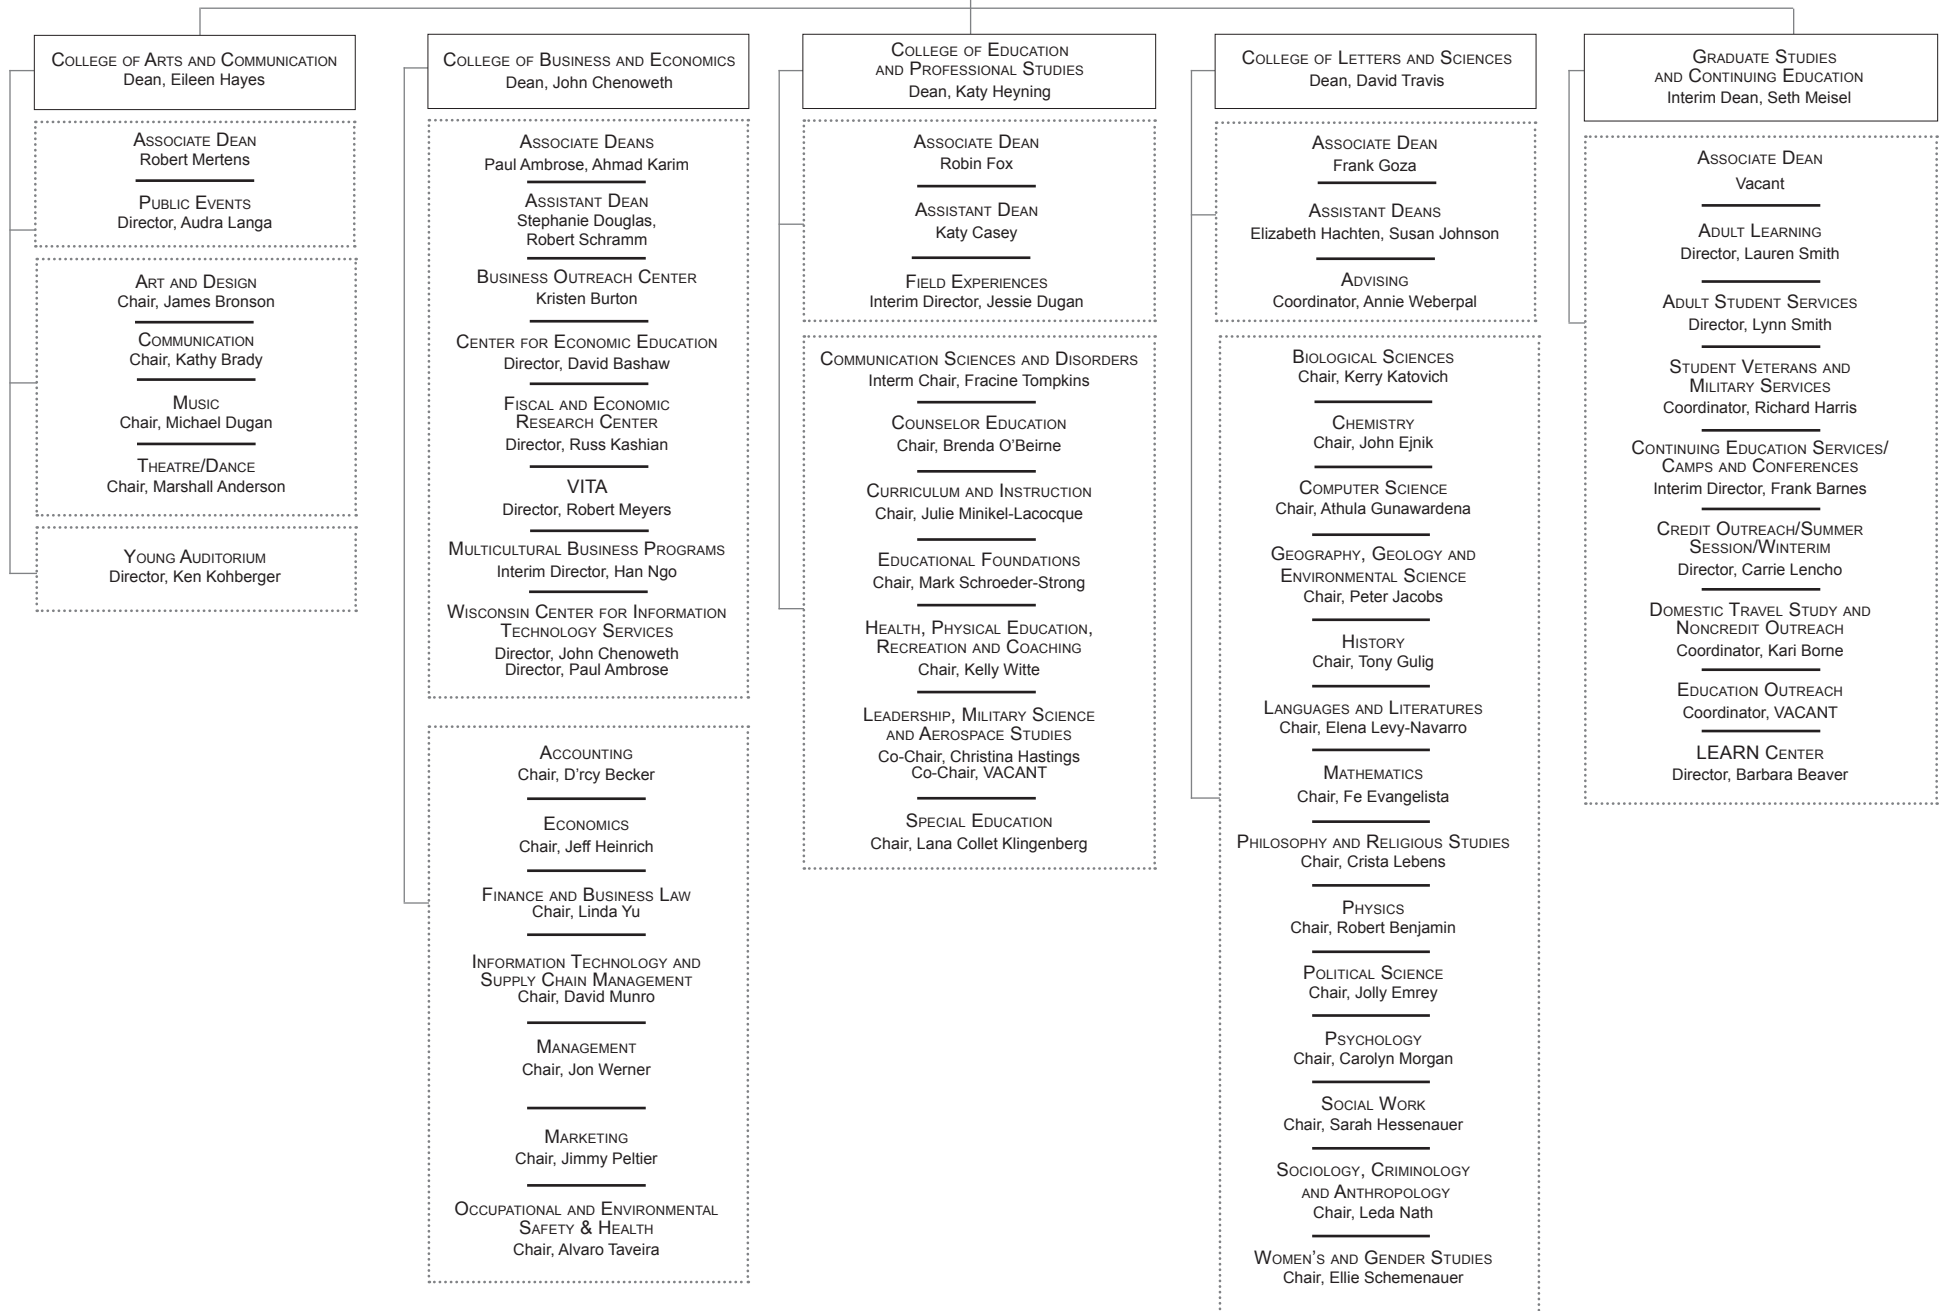 College of Arts and Communication
Dean, Eileen Hayes
Associate Dean
Robert Mertens
Public Events
Director, Audra Langa
Art and Design
Chair, James Bronson
Communication
Chair, Kathy Brady
Music
Chair, Michael Dugan
Theatre/Dance
Chair, Marshall Anderson
Young Auditorium
Director, Ken Kohberger
College of Business and Economics
Dean, John Chenoweth
Associate Deans
Paul Ambrose, Ahmad Karim
Assistant Dean
Stephanie Douglas,
Robert Schramm
Business Outreach Center
Kristen Burton
Center for Economic Education
Director, David Bashaw
Fiscal and Economic
Research Center
Director, Russ Kashian
VITA
Director, Robert Meyers
Multicultural Business Programs
Interim Director, Han Ngo
Wisconsin Center for Information
Technology Services
Director, John Chenoweth
Director, Paul Ambrose
Accounting
Chair, D'rcy Becker
Economics
Chair, Jeff Heinrich
Finance and Business Law
Chair, Linda Yu
Information Technology and
Supply Chain Management
Chair, David Munro
Management
Chair, Jon Werner
Marketing
Chair, Jimmy Peltier
Occupational and Environmental
Safety & Health
Chair, Alvaro Taveira
College of Education
and Professional Studies
Dean, Katy Heyning
Associate Dean
Robin Fox
Assistant Dean
Katy Casey
Field Experiences
Interim Director, Jessie Dugan
Communication Sciences and Disorders
Interm Chair, Fracine Tompkins
Counselor Education
Chair, Brenda O'Beirne
Curriculum and Instruction
Chair, Julie Minikel-Lacocque
Educational Foundations
Chair, Mark Schroeder-Strong
Health, Physical Education,
Recreation and Coaching
Chair, Kelly Witte
Leadership, Military Science
and Aerospace Studies
Co-Chair, Christina Hastings
Co-Chair, VACANT
Special Education
Chair, Lana Collet Klingenberg
College of Letters and Sciences
Dean, David Travis
Associate Dean
Frank Goza
Assistant Deans
Elizabeth Hachten, Susan Johnson
Advising
Coordinator, Annie Weberpal
Biological Sciences
Chair, Kerry Katovich
Chemistry
Chair, John Ejnik
Computer Science
Chair, Athula Gunawardena
Geography, Geology and
Environmental Science
Chair, Peter Jacobs
History
Chair, Tony Gulig
Languages and Literatures
Chair, Elena Levy-Navarro
Mathematics
Chair, Fe Evangelista
Philosophy and Religious Studies
Chair, Crista Lebens
Physics
Chair, Robert Benjamin
Political Science
Chair, Jolly Emrey
Psychology
Chair, Carolyn Morgan
Social Work
Chair, Sarah Hessenauer
Sociology, Criminology
and Anthropology
Chair, Leda Nath
Women's and Gender Studies
Chair, Ellie Schemenauer
Graduate Studies
and Continuing Education
Interim Dean, Seth Meisel
Associate Dean
Vacant
Adult Learning
Director, Lauren Smith
Adult Student Services
Director, Lynn Smith
Student Veterans and
Military Services
Coordinator, Richard Harris
Continuing Education Services/
Camps and Conferences
Interim Director, Frank Barnes
Credit Outreach/Summer
Session/Winterim
Director, Carrie Lencho
Domestic Travel Study and
Noncredit Outreach
Coordinator, Kari Borne
Education Outreach
Coordinator, VACANT
LEARN Center
Director, Barbara Beaver